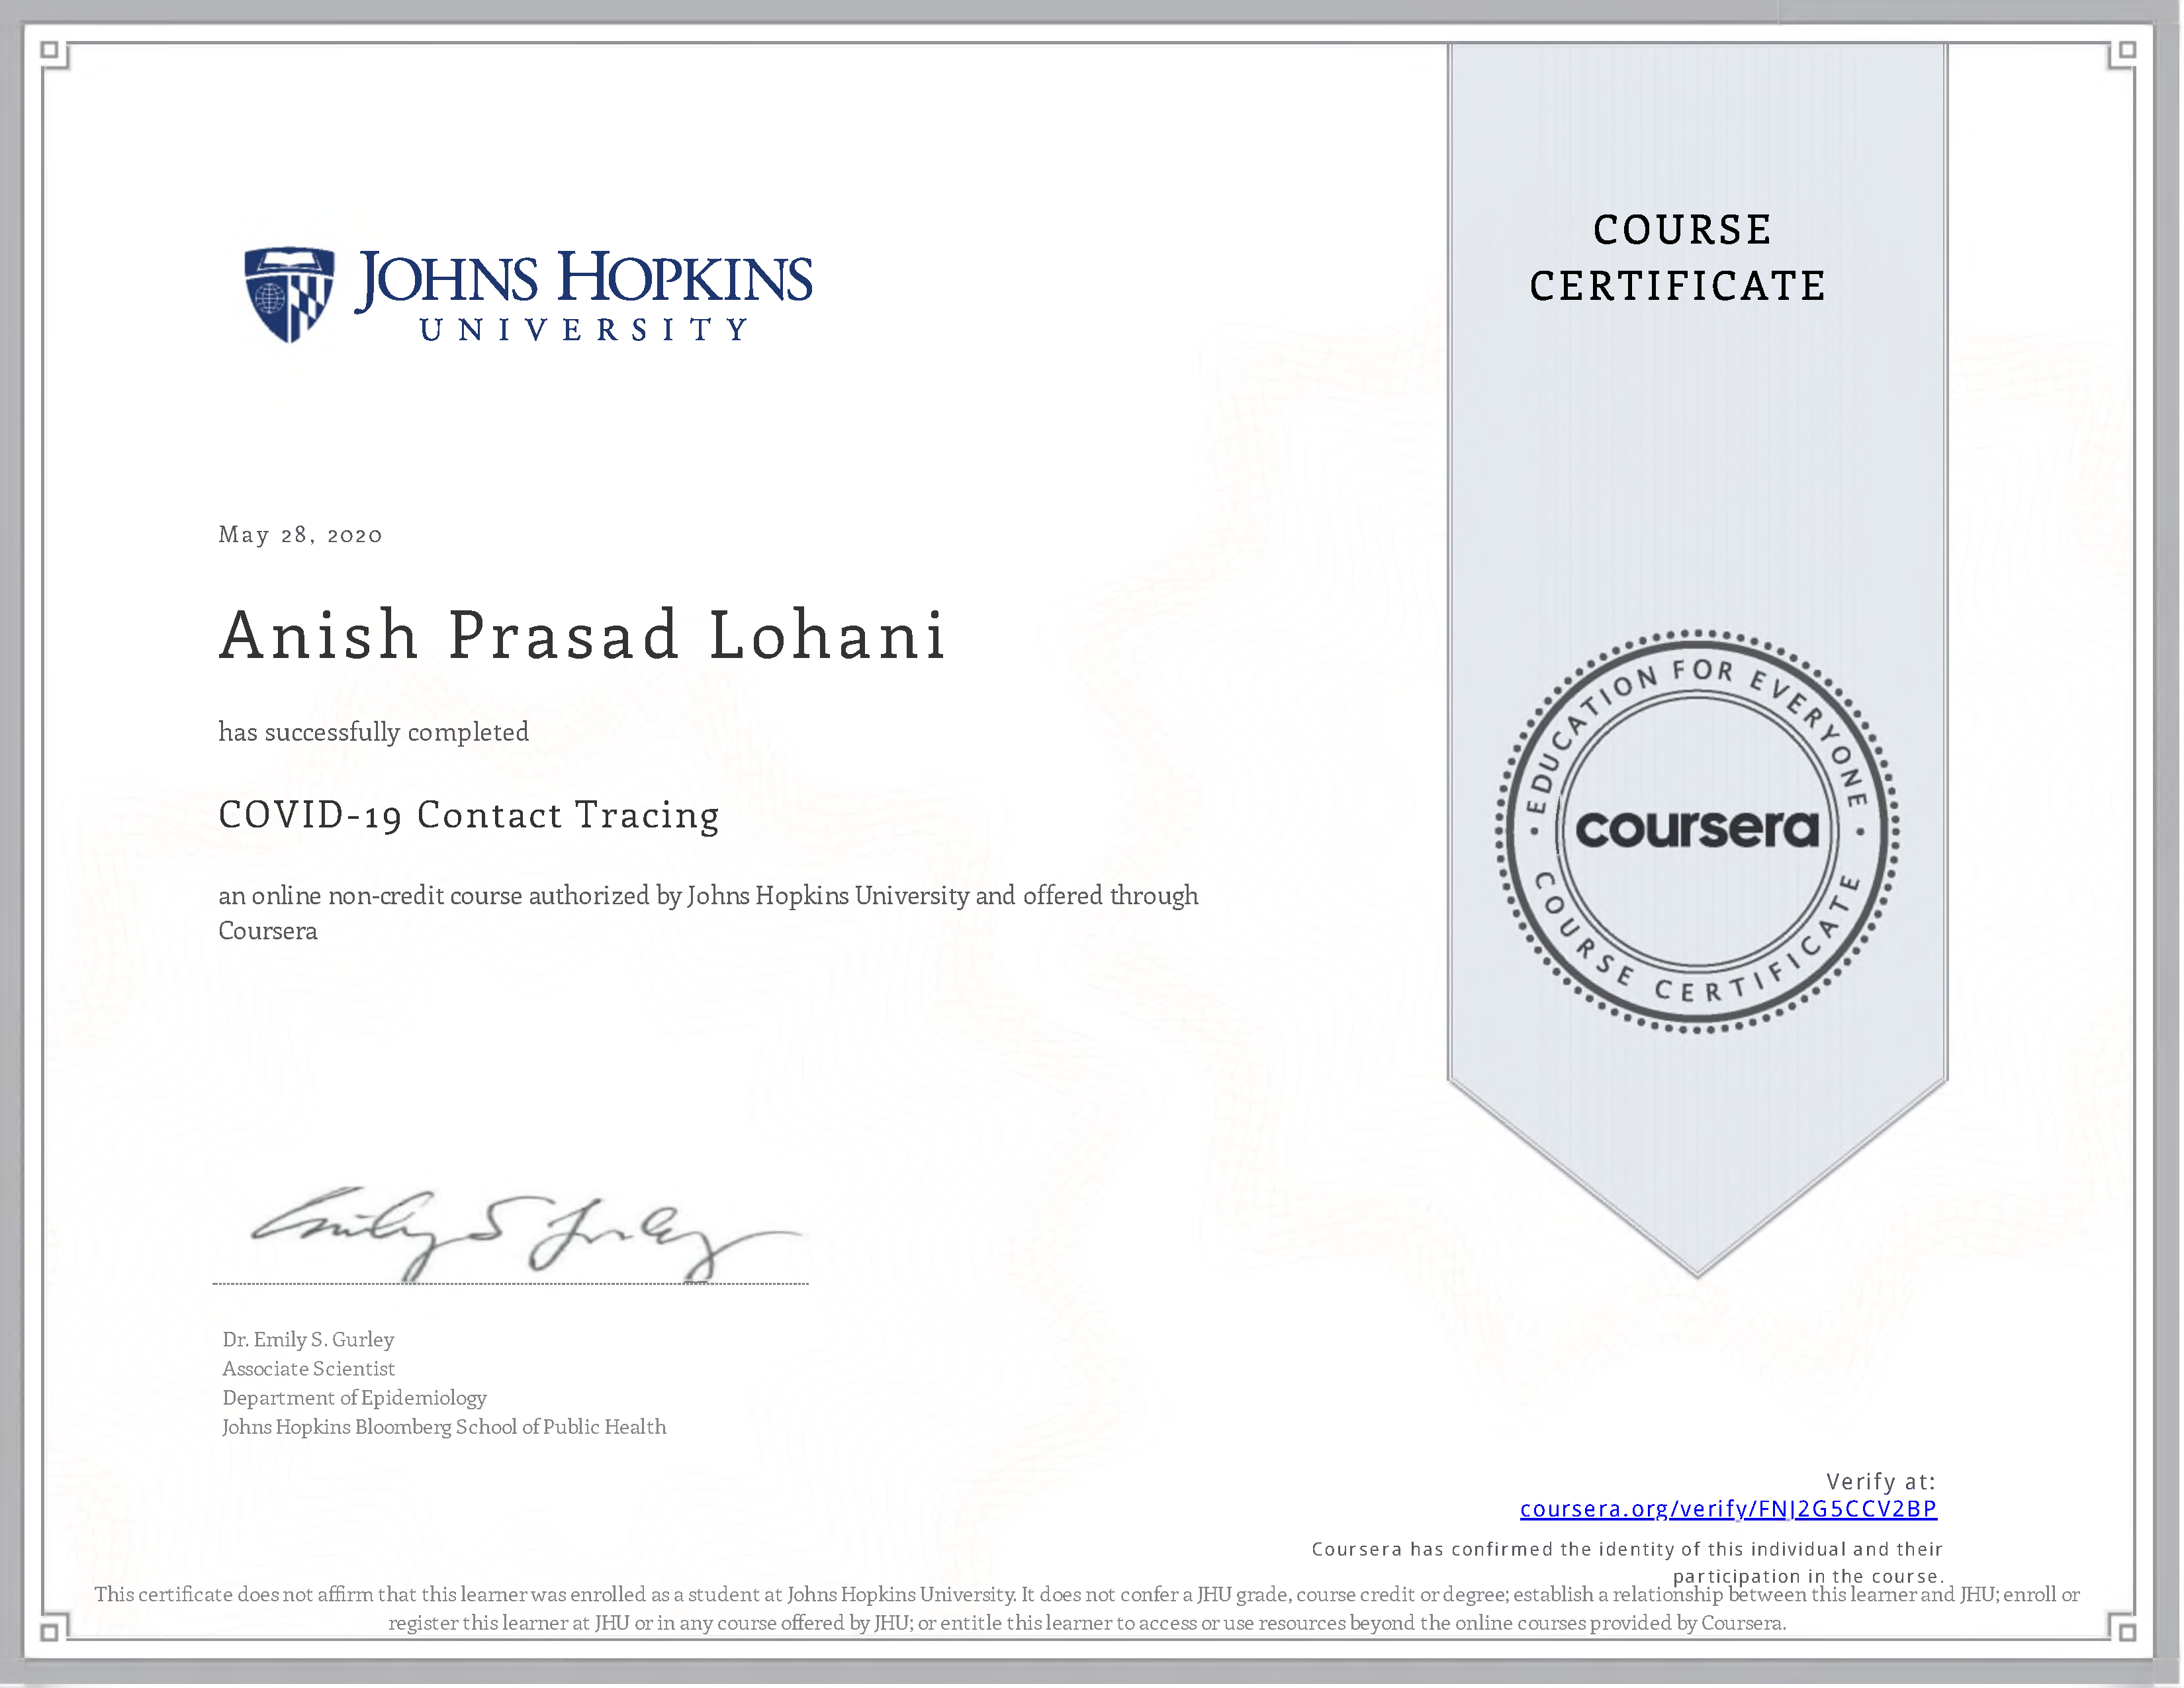 JOHNS HOPKINS
UNIVERSITY
COURSE
CERTIFICATE
May 28, 2020
Anish Prasad Lohani
has successfully completed
COVID-19 Contact Tracing
an online non-credit course authorized by Johns Hopkins University and offered through
Coursera
EDUCATION FOR EVERYONE
coursera
COURSE CERTIFICATE
Emily S Gurley
Dr. Emily S. Gurley
Associate Scientist
Department of Epidemiology
Johns Hopkins Bloomberg School of Public Health
Verify at:
coursera.org/verify/FNJ2G5CCV2BP
Coursera has confirmed the identity of this individual and their
participation in the course.
This certificate does not affirm that this learner was enrolled as a student at Johns Hopkins University. It does not confer a JHU grade, course credit or degree; establish a relationship between this learner and JHU; enroll or
register this learner at JHU or in any course offered by JHU; or entitle this learner to access or use resources beyond the online courses provided by Coursera.